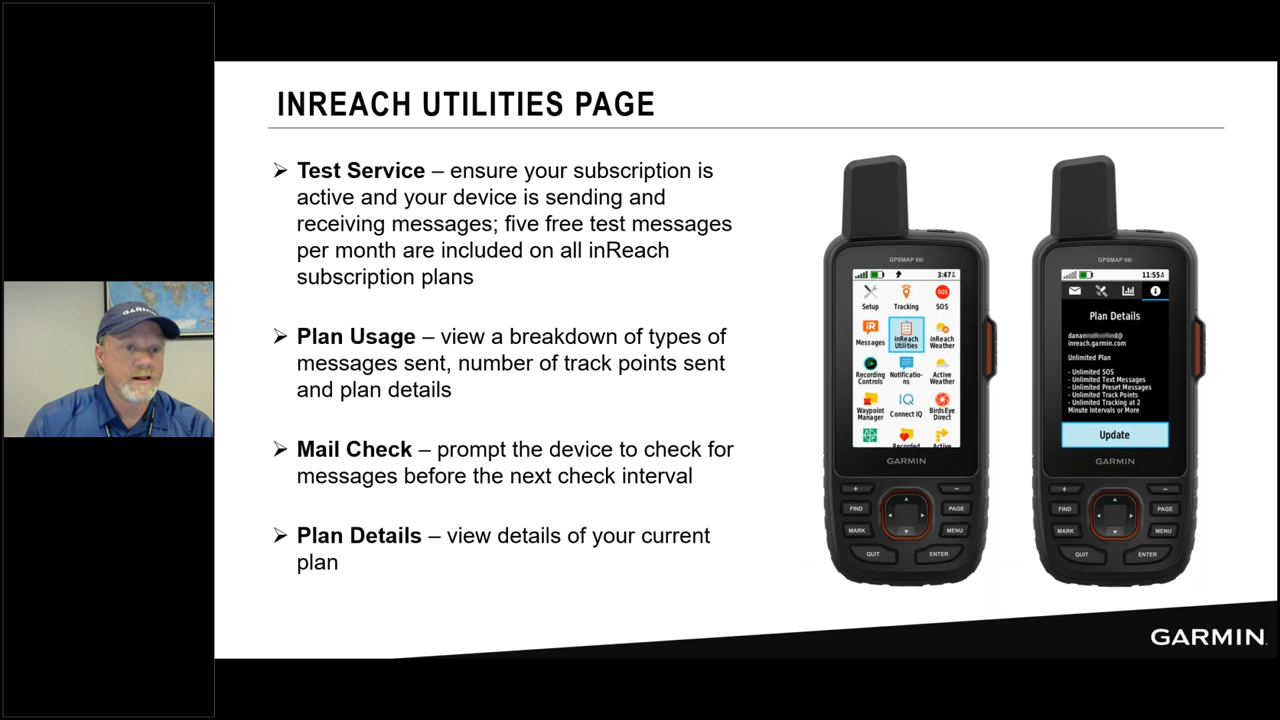 INREACH UTILITIES PAGE
➢ Test Service – ensure your subscription is
active and your device is sending and
receiving messages; five free test messages
per month are included on all inReach
subscription plans
➢ Plan Usage – view a breakdown of types of
messages sent, number of track points sent
and plan details
➢ Mail Check – prompt the device to check for
messages before the next check interval
➢ Plan Details – view details of your current
plan
3:47
Setup Tracking SOS
Messages inReach Utilities inReach Weather
Recording Controls Notificatio-ns Active Weather
Waypoint Manager Connect IQ BirdsEye Direct
Recorded Active
GARMIN
+ −
FIND PAGE
MARK MENU
QUIT ENTER
GPSMAP 66i
11:55
Plan Details
inreach.garmin.com
Unlimited Plan
- Unlimited SOS
- Unlimited Text Messages
- Unlimited Preset Messages
- Unlimited Track Points
- Unlimited Tracking at 2
Minute Intervals or More
Update
GARMIN
+ −
FIND PAGE
MARK MENU
QUIT ENTER
GARMIN
GARMIN